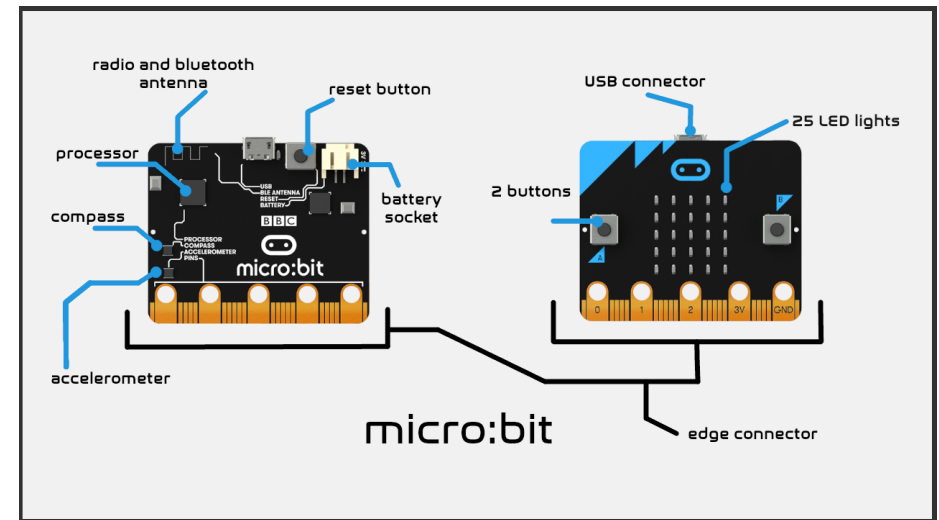 radio and bluetooth
antenna
reset button
processor
compass
accelerometer
battery
socket
3V
USB
BLE ANTENNA
RESET
BATTERY
BBC
PROCESSOR
COMPASS
ACCELEROMETER
PINS
micro:bit
USB connector
25 LED lights
2 buttons
A
B
0 1 2 3V GND
edge connector
micro:bit